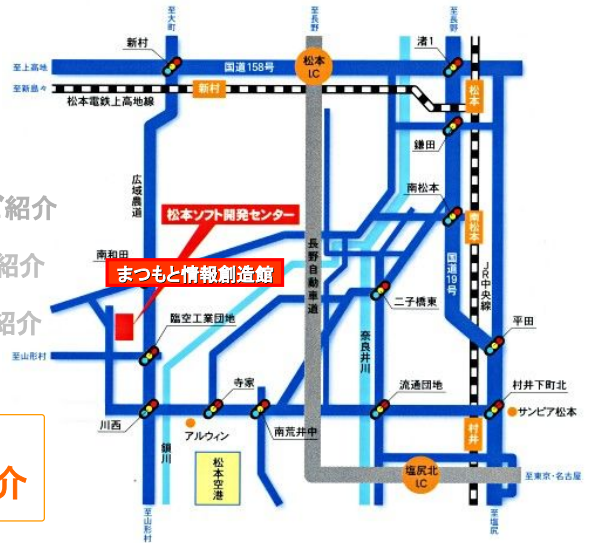 至大町
至長野
至長野
新村
渚1
至上高地
国道158号
松本
I.C
至新島々
新村
松本
松本電鉄上高地線
鎌田
広域農道
南松本
ご紹介
松本ソフト開発センター
南松本
長野自動車道
国道19号
JR中央線
南和田
紹介
まつもと情報創造館
二子橋東
臨空工業団地
奈良井川
平田
紹介
至山形村
寺家
流通団地
村井下町北
サンピア松本
川西
アルウィン
南荒井中
村井
鎖川
松本空港
塩尻北
I.C
至東京・名古屋
介
至山形村
至塩尻